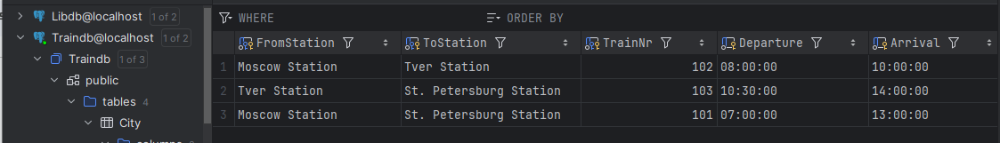 Libdb@localhost 1 of 2
Traindb@localhost 1 of 2
Traindb 1 of 3
public
tables 4
City
WHERE ORDER BY
FromStation ToStation TrainNr Departure Arrival
1 Moscow Station Tver Station 102 08:00:00 10:00:00
2 Tver Station St. Petersburg Station 103 10:30:00 14:00:00
3 Moscow Station St. Petersburg Station 101 07:00:00 13:00:00